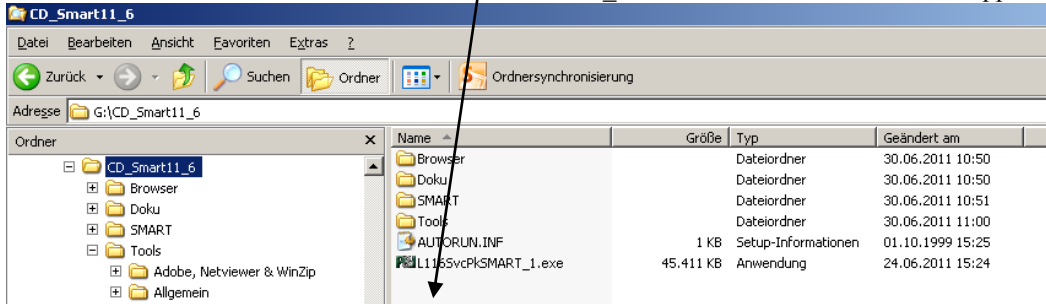 CD_Smart11_6
Datei Bearbeiten Ansicht Favoriten Extras ?
Zurück Suchen Ordner Ordnersynchronisierung
Adresse G:\CD_Smart11_6
Ordner x Name Größe Typ Geändert am
CD_Smart11_6
Browser
Doku
SMART
Tools
Adobe, Netviewer & WinZip
Allgemein
Browser Dateiordner 30.06.2011 10:50
Doku Dateiordner 30.06.2011 10:50
SMART Dateiordner 30.06.2011 10:51
Tools Dateiordner 30.06.2011 11:00
AUTORUN.INF 1 KB Setup-Informationen 01.10.1999 15:25
L116SvcPkSMART_1.exe 45.411 KB Anwendung 24.06.2011 15:24